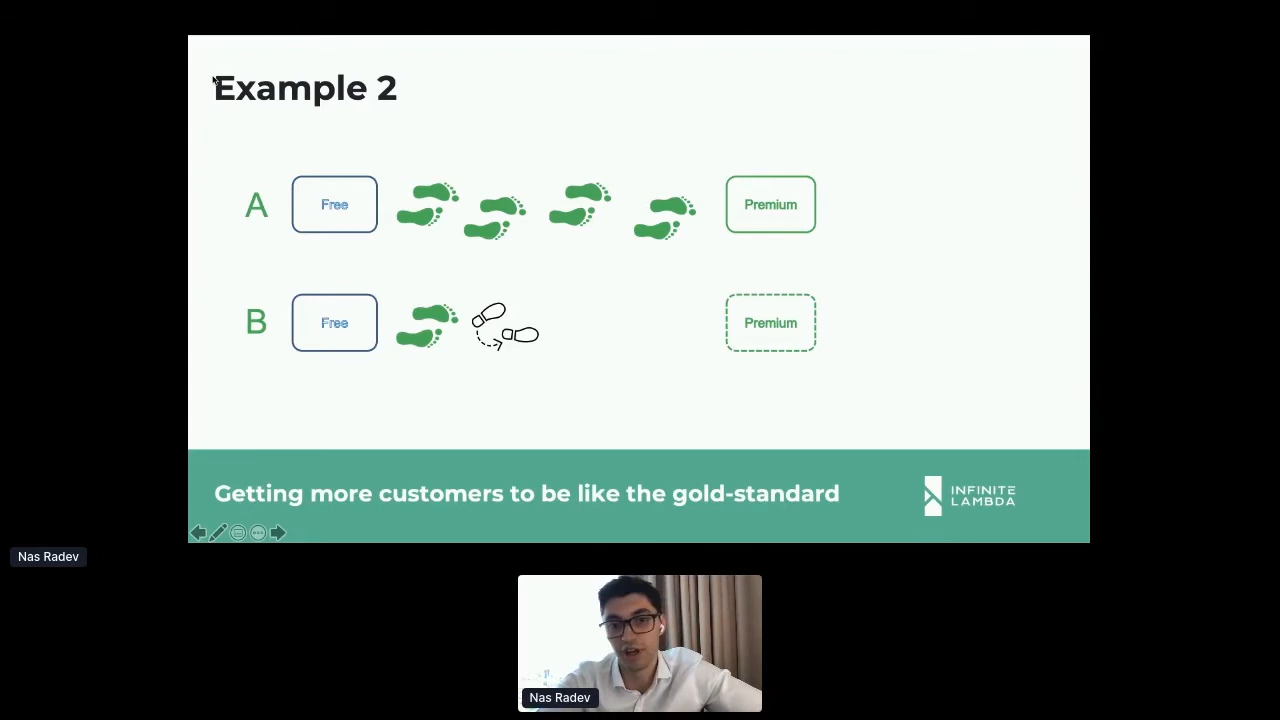 Example 2
A Free Premium
B Free Premium
Getting more customers to be like the gold-standard
INFINITE
LAMBDA
Nas Radev
Nas Radev